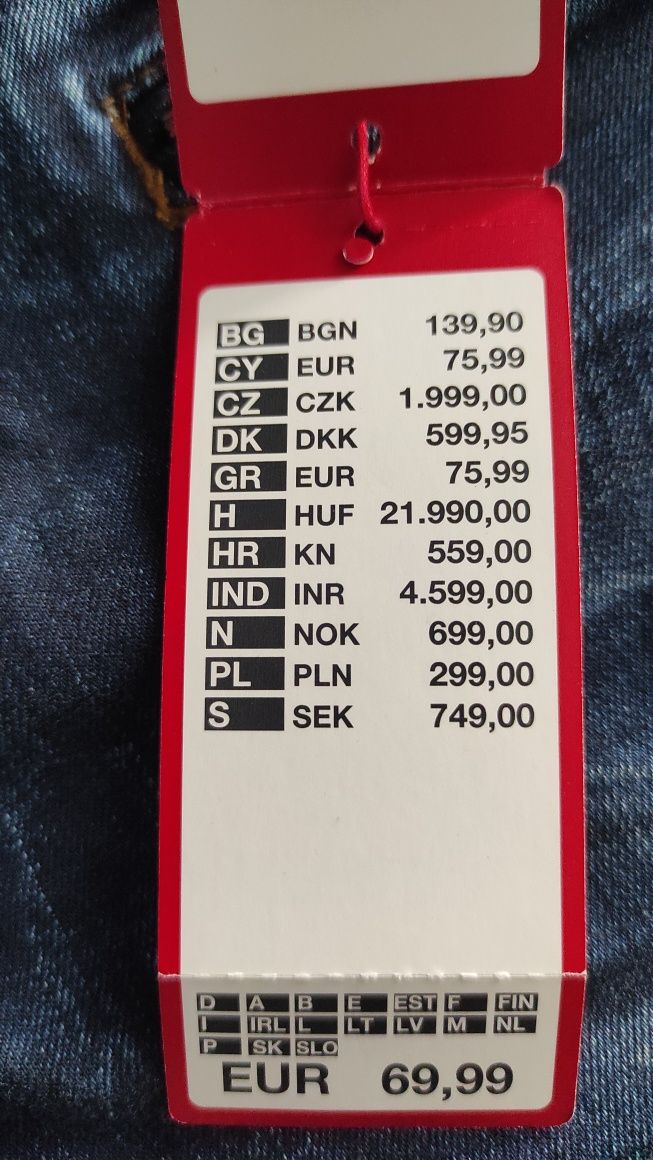 BG BGN 139,90
CY EUR 75,99
CZ CZK 1.999,00
DK DKK 599,95
GR EUR 75,99
H HUF 21.990,00
HR KN 559,00
IND INR 4.599,00
N NOK 699,00
PL PLN 299,00
S SEK 749,00
D A B E EST F FIN
I IRL L LT LV M NL
P SK SLO
EUR 69,99